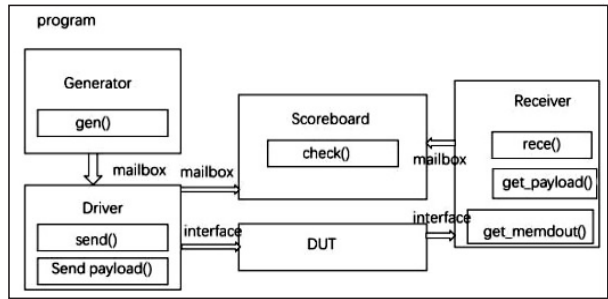 program
Generator
gen()
mailbox
Driver
send()
Send payload()
mailbox
interface
Scoreboard
check()
DUT
mailbox
interface
Receiver
rece()
get_payload()
get_memdout()